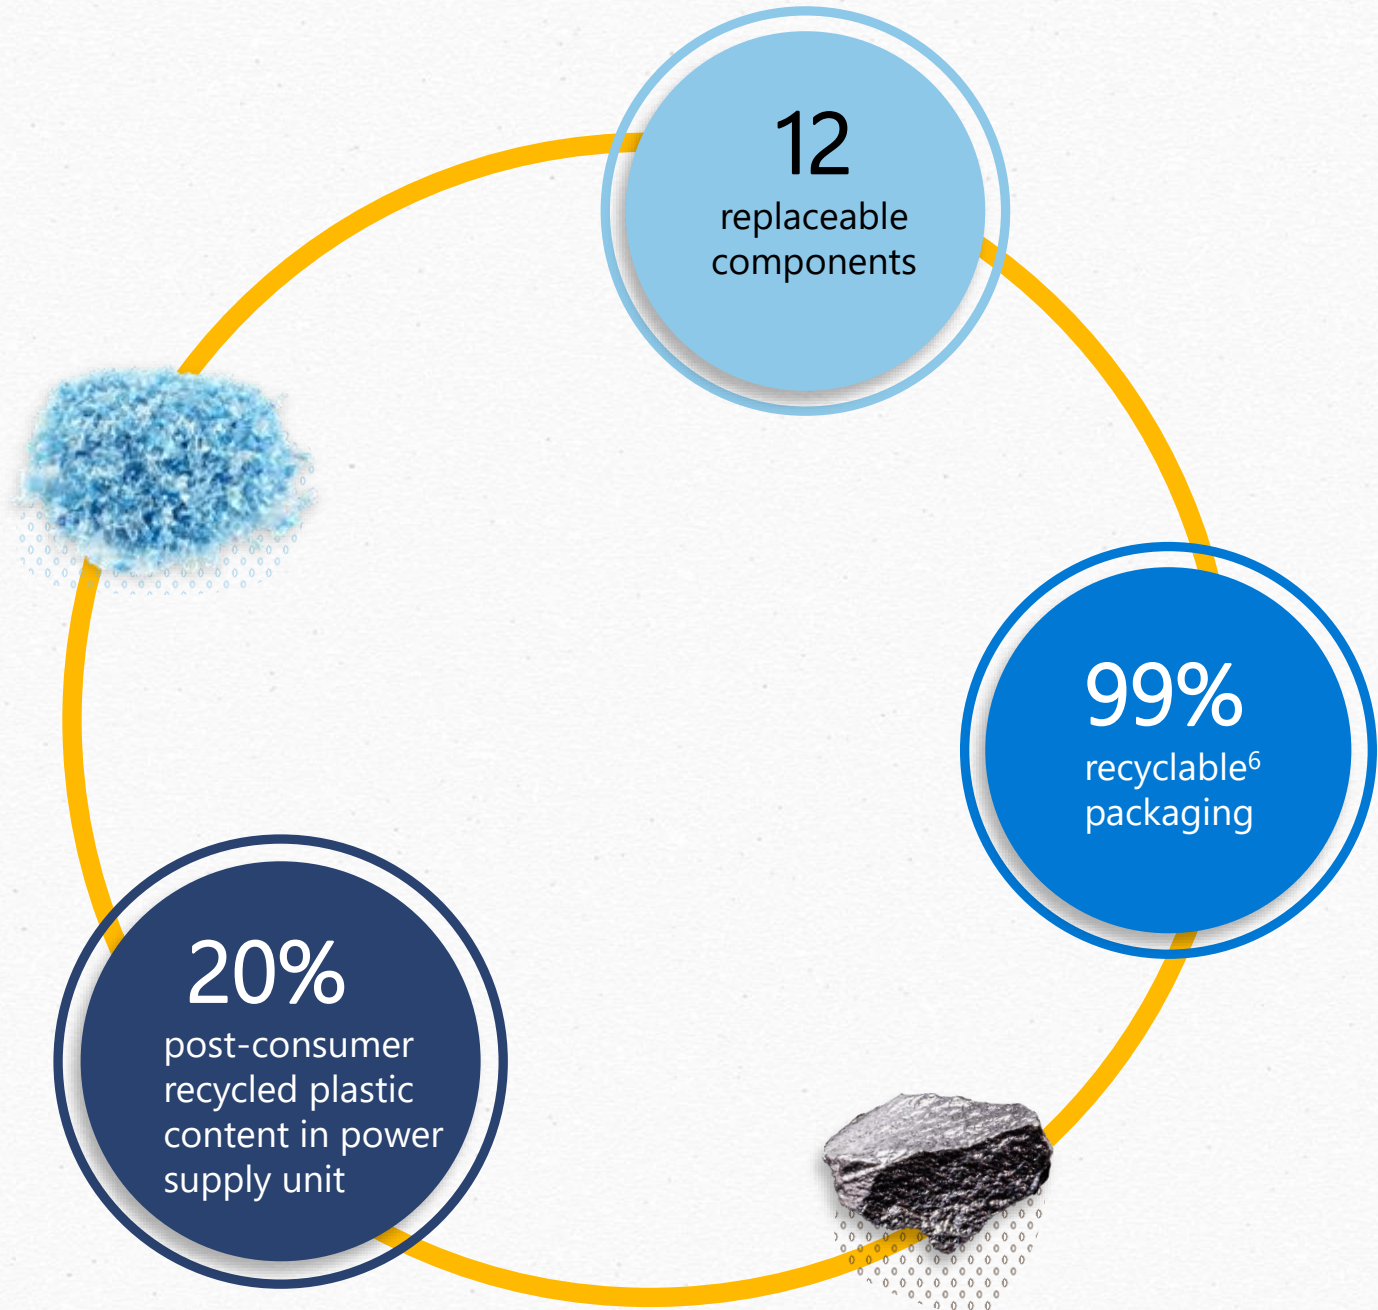 12
replaceable
components
99%
recyclable⁶
packaging
20%
post-consumer
recycled plastic
content in power
supply unit